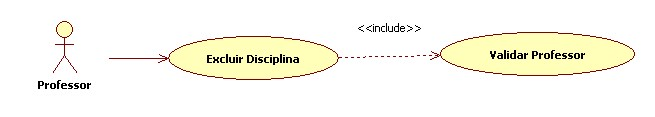 <<include>>
Professor
Excluir Disciplina
Validar Professor